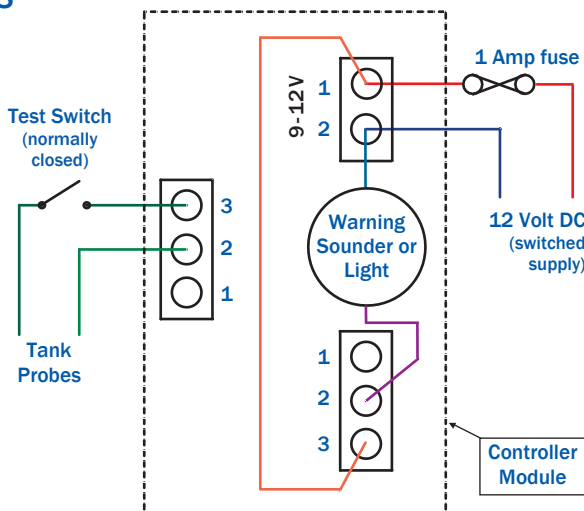 1 Amp fuse
9-12V
1
2
Test Switch
(normally
closed)
3
2
1
Warning
Sounder or
Light
12 Volt DC
(switched
supply)
Tank
Probes
1
2
3
Controller
Module